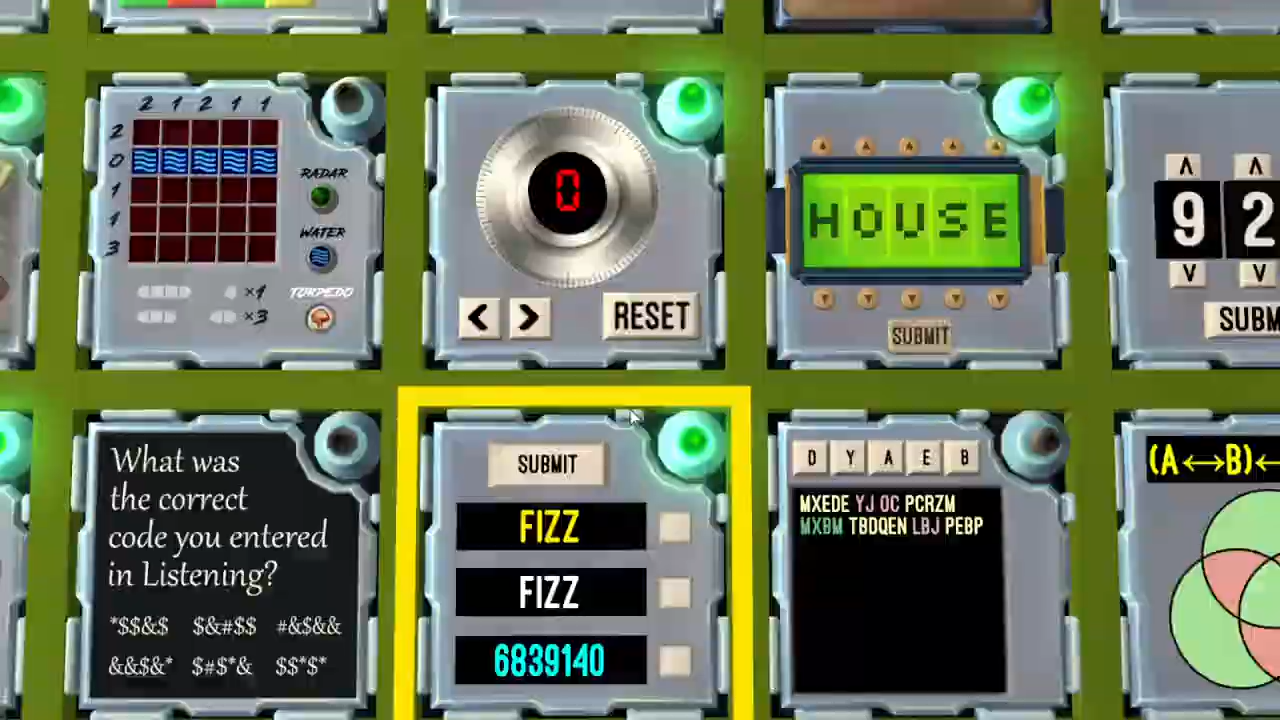 2 1 2 1 1
2
0
1
1
3
RADAR
WATER
×1
TORPEDO
×3
0
< >
RESET
HOUSE
SUBMIT
9 2
SUBM
What was
the correct
code you entered
in Listening?
*$$&$ $&#$$ #&$&&
&&$&* $#$*& $$*$*
SUBMIT
FIZZ
FIZZ
6839140
D Y A E B
MXEDE YJ OC PCRZM
MXBM TBDQEN LBJ PEBP
(A↔B)↔